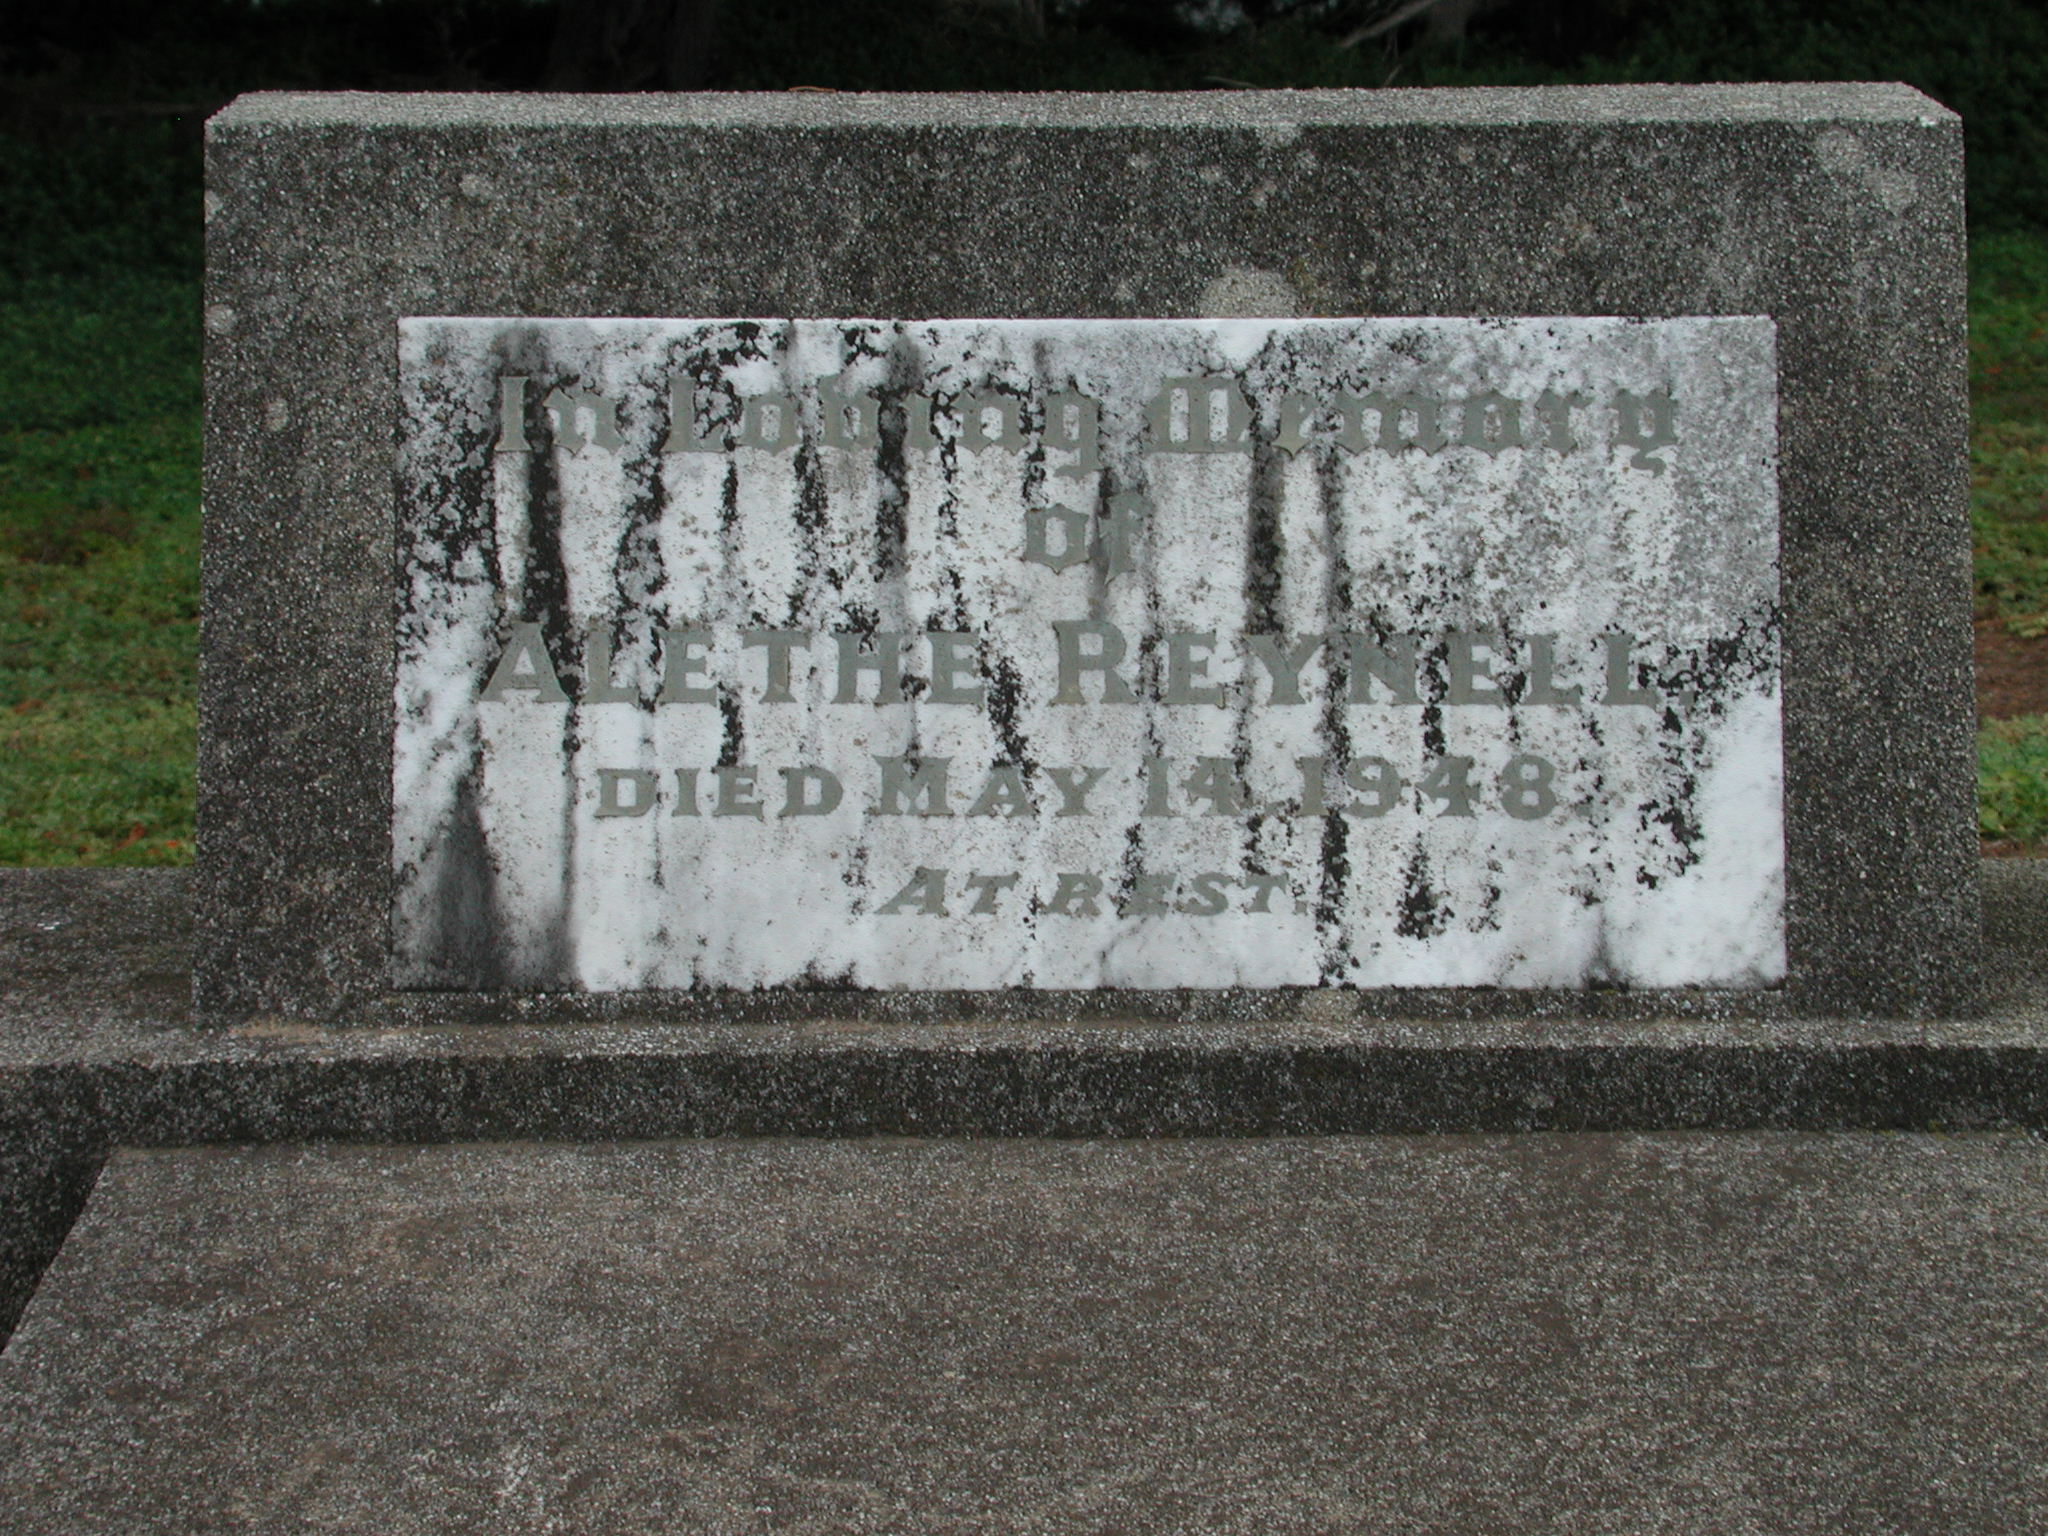 In Loving Memory
of
ALETHE REYNELL.
DIED MAY 14, 1948.
AT REST.